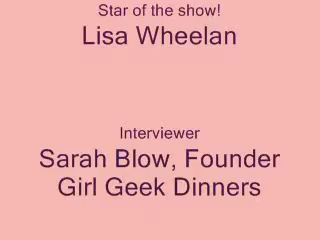 Star of the show!
Lisa Wheelan
Interviewer
Sarah Blow, Founder
Girl Geek Dinners